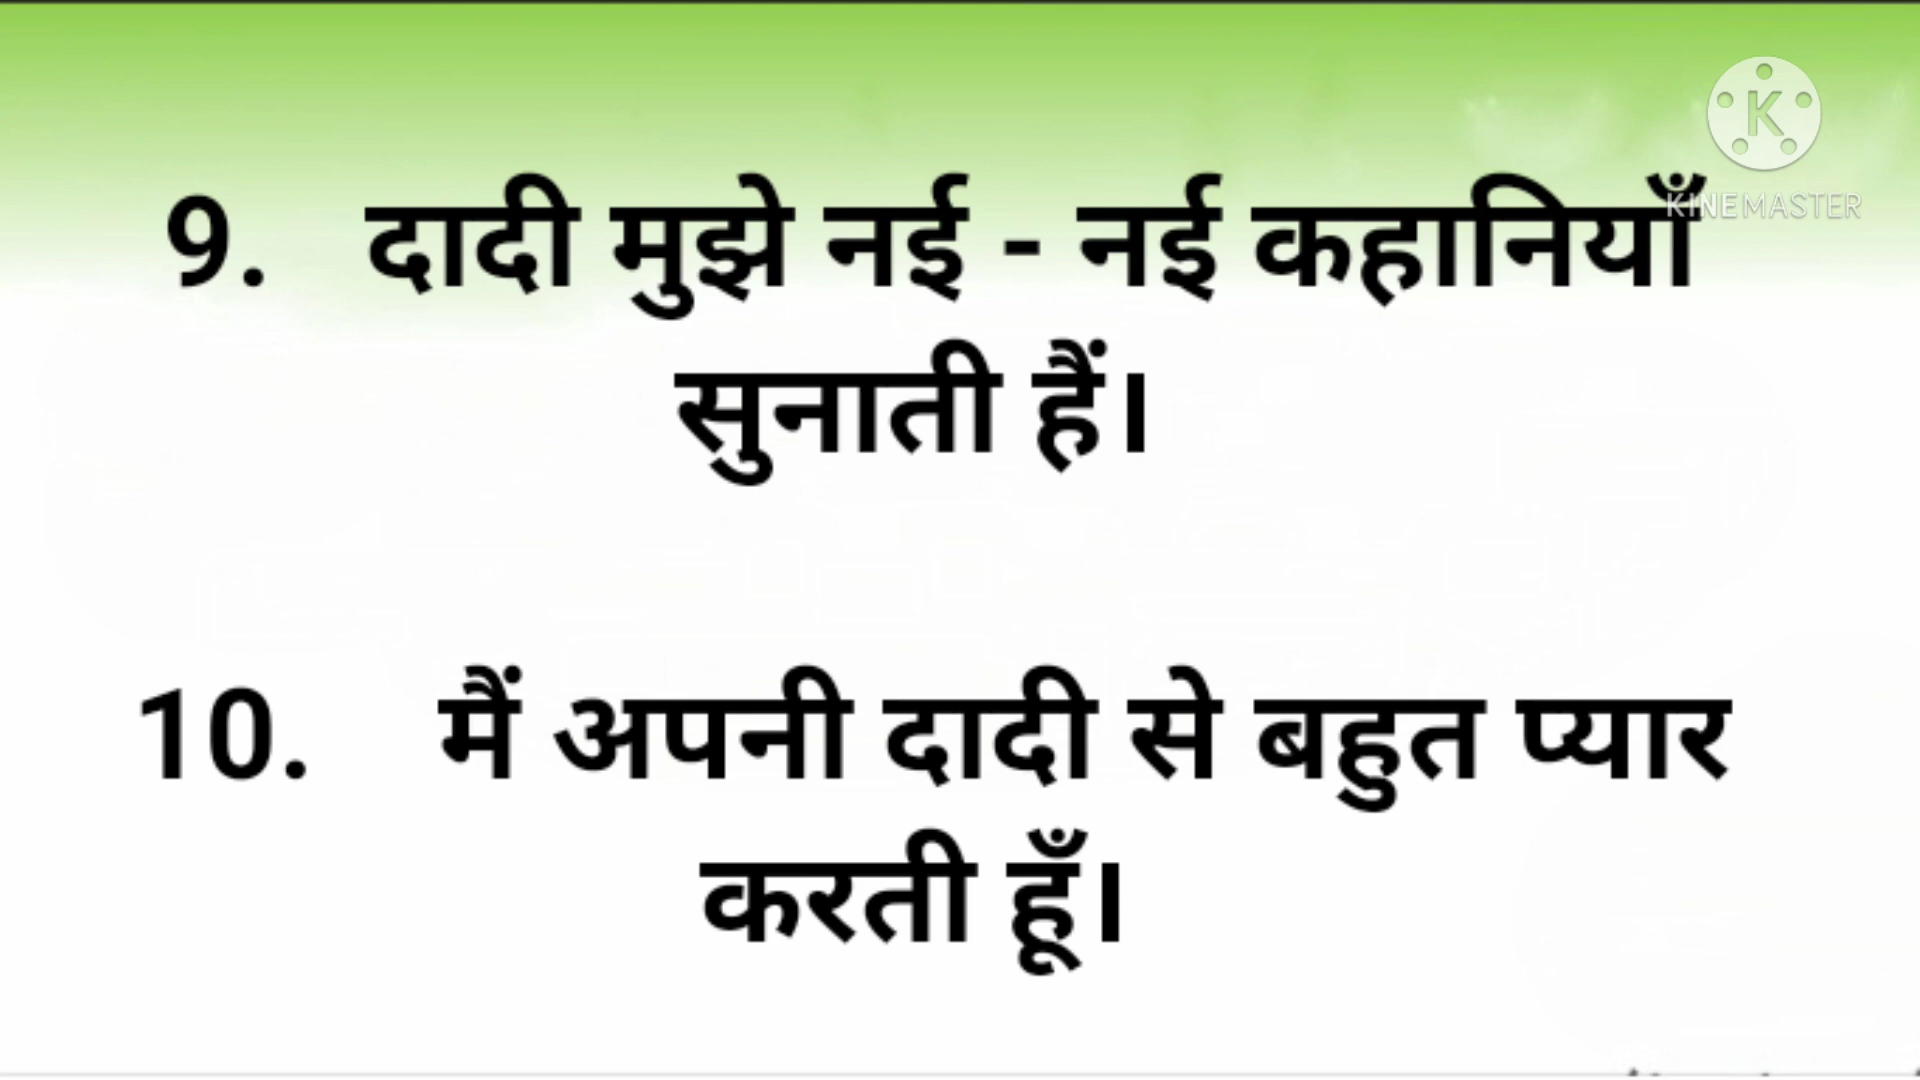 K
KINEMASTER
9. दादी मुझे नई - नई कहानियाँ
सुनाती हैं।
10. मैं अपनी दादी से बहुत प्यार
करती हूँ।